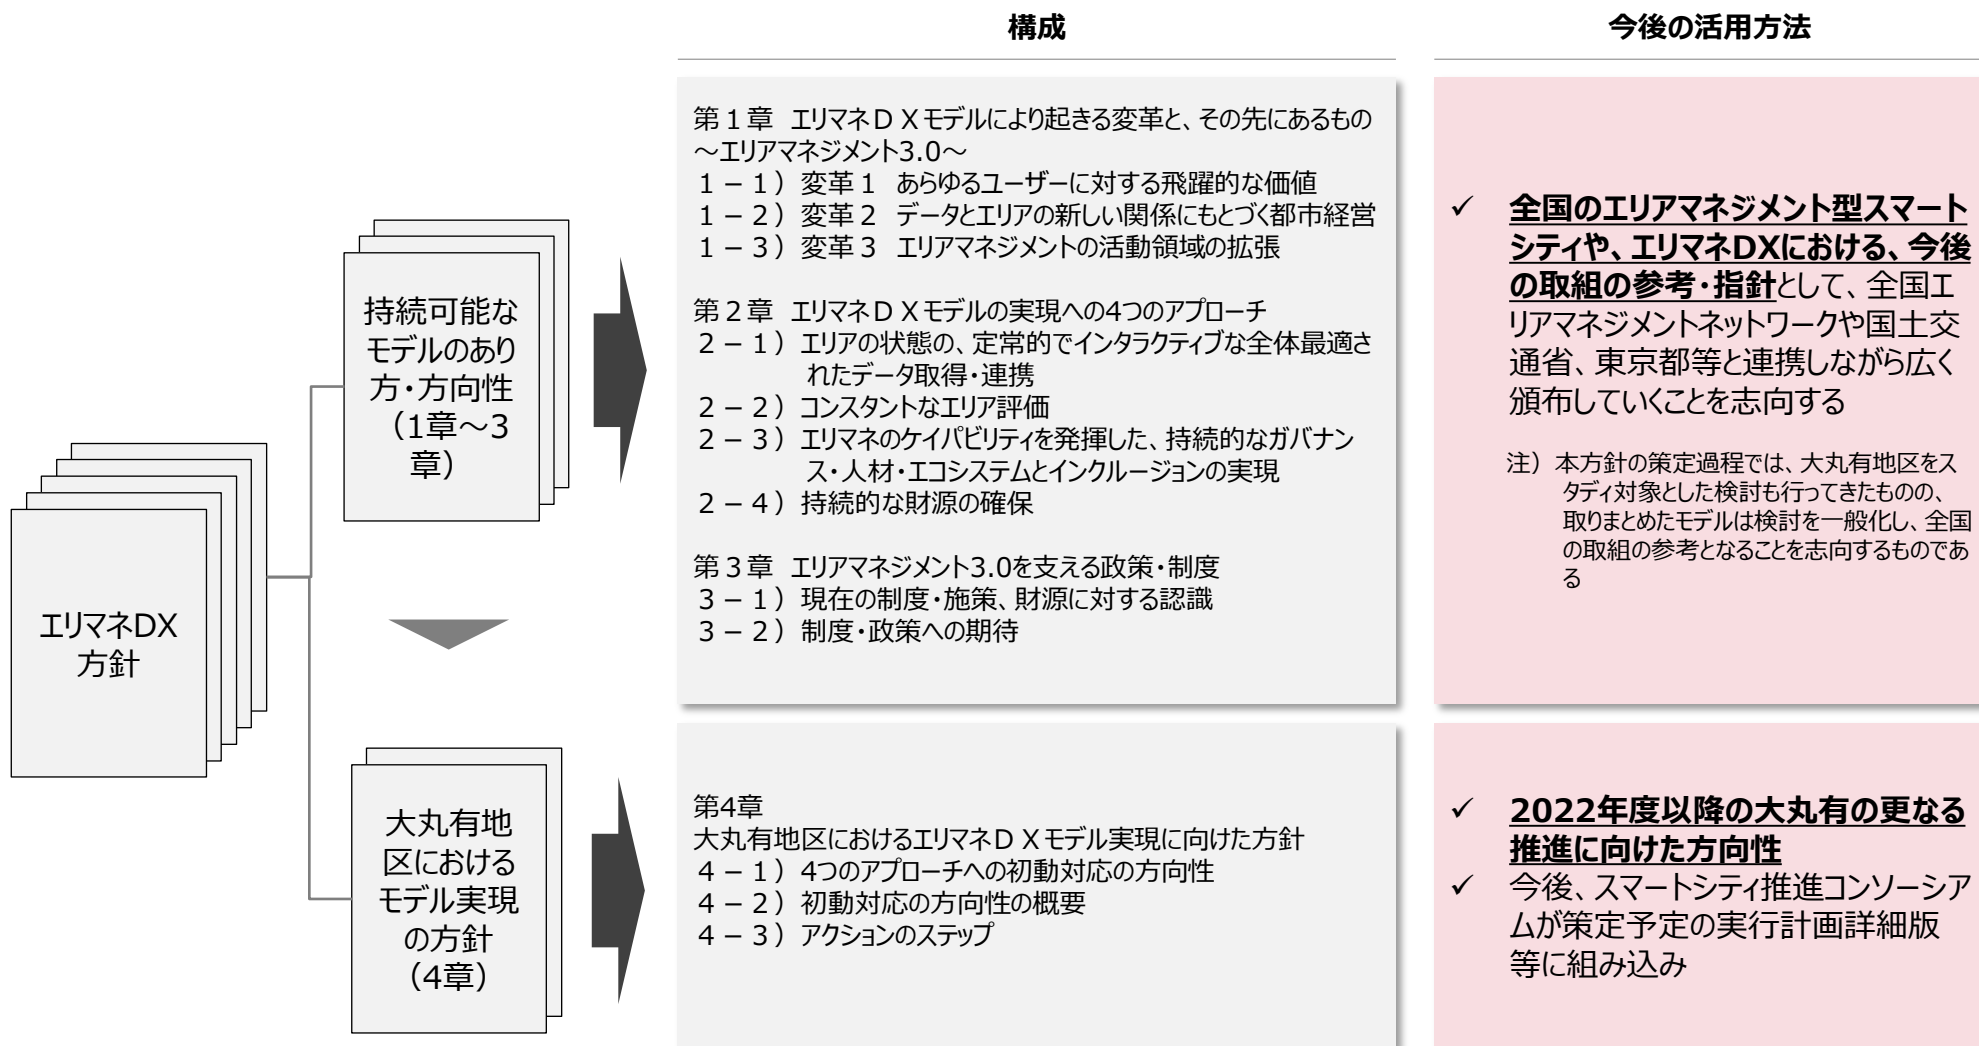 構成
今後の活用方法
エリマネDX
方針
持続可能な
モデルのあり
方・方向性
（1章～3
章）
第１章 エリマネＤＸモデルにより起きる変革と、その先にあるもの
～エリアマネジメント3.0～
１－１）変革１ あらゆるユーザーに対する飛躍的な価値
１－２）変革２ データとエリアの新しい関係にもとづく都市経営
１－３）変革３ エリアマネジメントの活動領域の拡張
第２章 エリマネＤＸモデルの実現への4つのアプローチ
２－１）エリアの状態の、定常的でインタラクティブな全体最適さ
れたデータ取得・連携
２－２）コンスタントなエリア評価
２－３）エリマネのケイパビリティを発揮した、持続的なガバナン
ス・人材・エコシステムとインクルージョンの実現
２－４）持続的な財源の確保
第３章 エリアマネジメント3.0を支える政策・制度
３－１）現在の制度・施策、財源に対する認識
３－２）制度・政策への期待
✓ 全国のエリアマネジメント型スマート
シティや、エリマネDXにおける、今後
の取組の参考・指針として、全国エ
リアマネジメントネットワークや国土交
通省、東京都等と連携しながら広く
頒布していくことを志向する
注）本方針の策定過程では、大丸有地区をス
タディ対象とした検討も行ってきたものの、
取りまとめたモデルは検討を一般化し、全国
の取組の参考となることを志向するものであ
る
大丸有地
区における
モデル実現
の方針
（4章）
第4章
大丸有地区におけるエリマネＤＸモデル実現に向けた方針
４－１）4つのアプローチへの初動対応の方向性
４－２）初動対応の方向性の概要
４－３）アクションのステップ
✓ 2022年度以降の大丸有の更なる
推進に向けた方向性
✓ 今後、スマートシティ推進コンソーシア
ムが策定予定の実行計画詳細版
等に組み込み